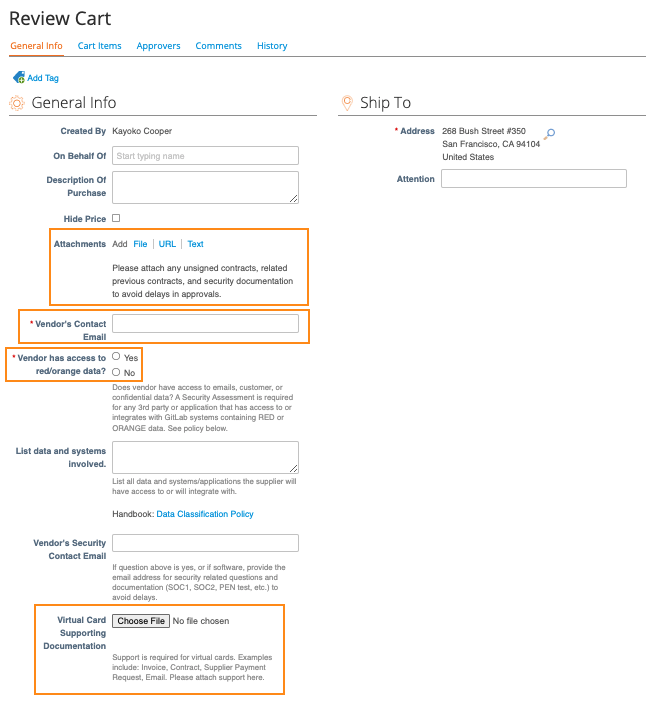 Review Cart
General Info Cart Items Approvers Comments History
Add Tag
General Info
Created By Kayoko Cooper
On Behalf Of Start typing name
Description Of
Purchase
Hide Price
Attachments Add File URL Text
Please attach any unsigned contracts, related
previous contracts, and security documentation
to avoid delays in approvals.
* Vendor's Contact
Email
* Vendor has access to
red/orange data?
Yes
No
Does vendor have access to emails, customer, or
confidential data? A Security Assessment is required
for any 3rd party or application that has access to or
integrates with GitLab systems containing RED or
ORANGE data. See policy below.
List data and systems
involved.
List all data and systems/applications the supplier will
have access to or will integrate with.
Handbook: Data Classification Policy
Vendor's Security
Contact Email
If question above is yes, or if software, provide the
email address for security related questions and
documentation (SOC1, SOC2, PEN test, etc.) to
avoid delays.
Virtual Card
Supporting
Documentation
Choose File No file chosen
Support is required for virtual cards. Examples
include: Invoice, Contract, Supplier Payment
Request, Email. Please attach support here.
Ship To
* Address 268 Bush Street #350
San Francisco, CA 94104
United States
Attention